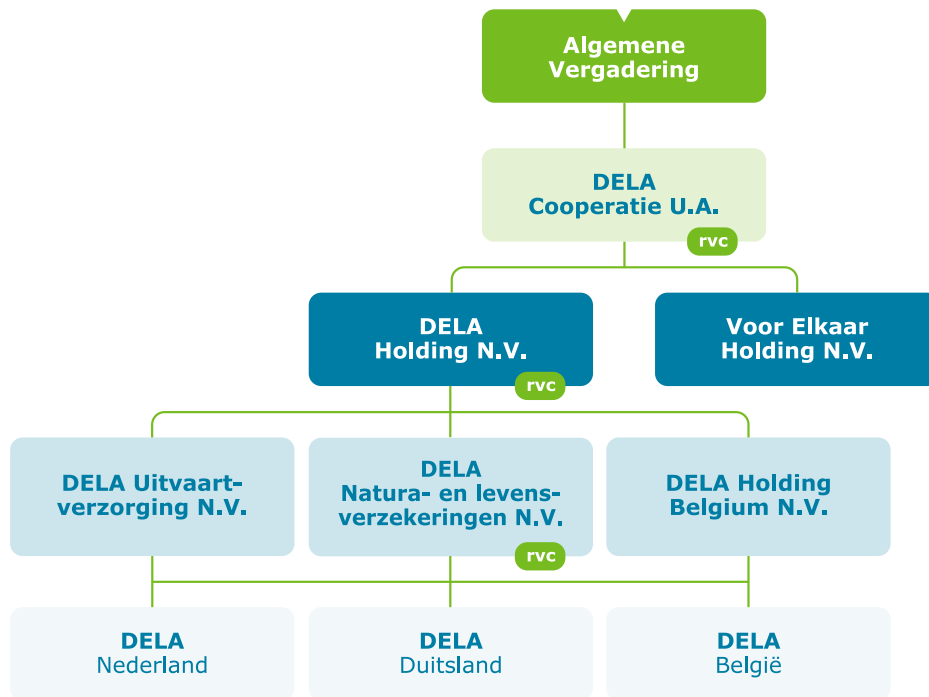 Algemene
Vergadering
DELA
Cooperatie U.A.
rvc
DELA
Holding N.V.
rvc
Voor Elkaar
Holding N.V.
DELA Uitvaart-
verzorging N.V.
DELA
Natura- en levens-
verzekeringen N.V.
rvc
DELA Holding
Belgium N.V.
DELA
Nederland
DELA
Duitsland
DELA
België